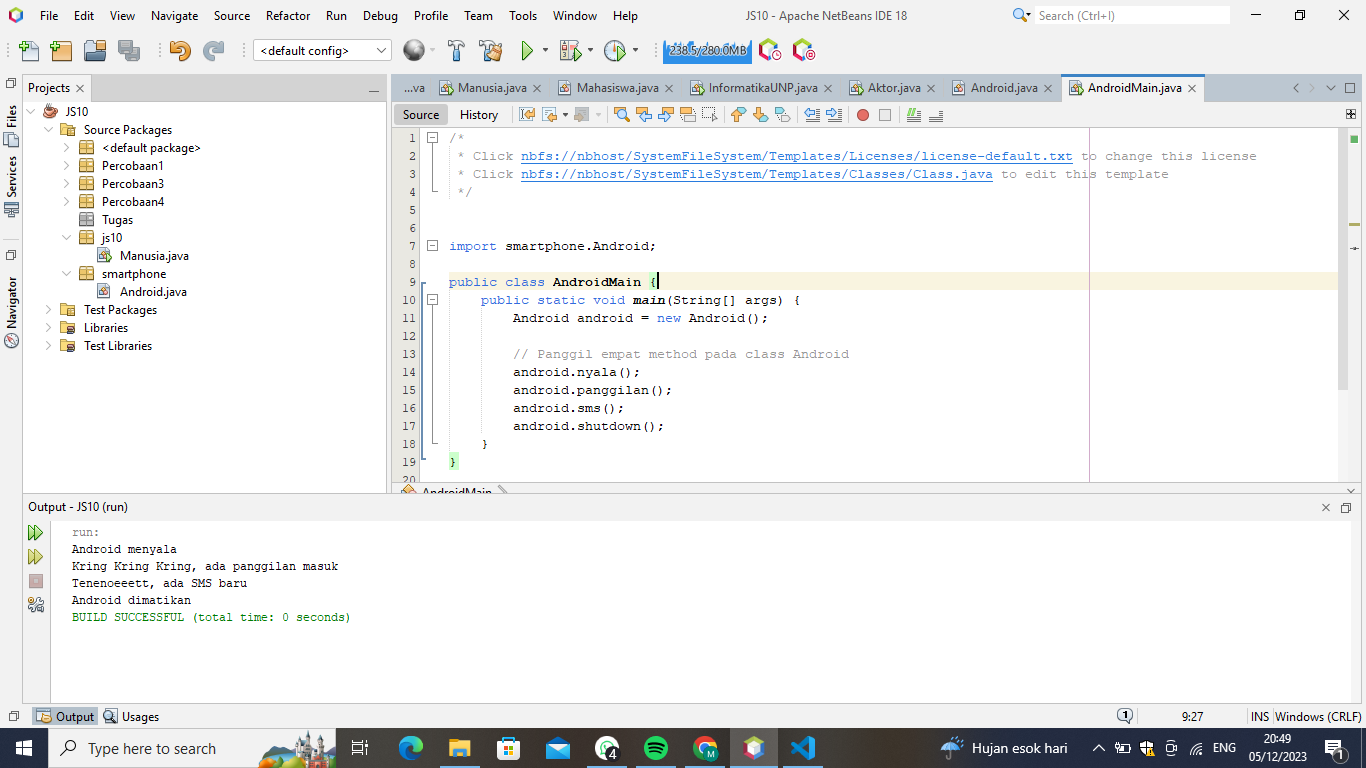 File Edit View Navigate Source Refactor Run Debug Profile Team Tools Window Help JS10 - Apache NetBeans IDE 18 Search (Ctrl+I)
<default config> 238.5/280.0MB
Projects ...va Manusia.java Mahasiswa.java InformatikaUNP.java Aktor.java Android.java AndroidMain.java
Source History
Files
Services
Navigator
JS10
Source Packages
<default package>
Percobaan1
Percobaan3
Percobaan4
Tugas
js10
Manusia.java
smartphone
Android.java
Test Packages
Libraries
Test Libraries
1 /*
2 * Click nbfs://nbhost/SystemFileSystem/Templates/Licenses/license-default.txt to change this license
3 * Click nbfs://nbhost/SystemFileSystem/Templates/Classes/Class.java to edit this template
4 */
5
6
7 import smartphone.Android;
8
9 public class AndroidMain {
10 public static void main(String[] args) {
11 Android android = new Android();
12
13 // Panggil empat method pada class Android
14 android.nyala();
15 android.panggilan();
16 android.sms();
17 android.shutdown();
18 }
19 }
20
AndroidMain
Output - JS10 (run)
run:
Android menyala
Kring Kring Kring, ada panggilan masuk
Tenenoeeett, ada SMS baru
Android dimatikan
BUILD SUCCESSFUL (total time: 0 seconds)
Output Usages 1 9:27 INS Windows (CRLF)
Type here to search 4 M Hujan esok hari ENG 20:49
05/12/2023 1